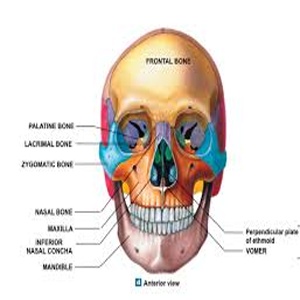 FRONTAL BONE
PALATINE BONE
LACRIMAL BONE
ZYGOMATIC BONE
NASAL BONE
MAXILLA
INFERIOR
NASAL CONCHA
MANDIBLE
Perpendicular plate
of ethmoid
VOMER
d Anterior view